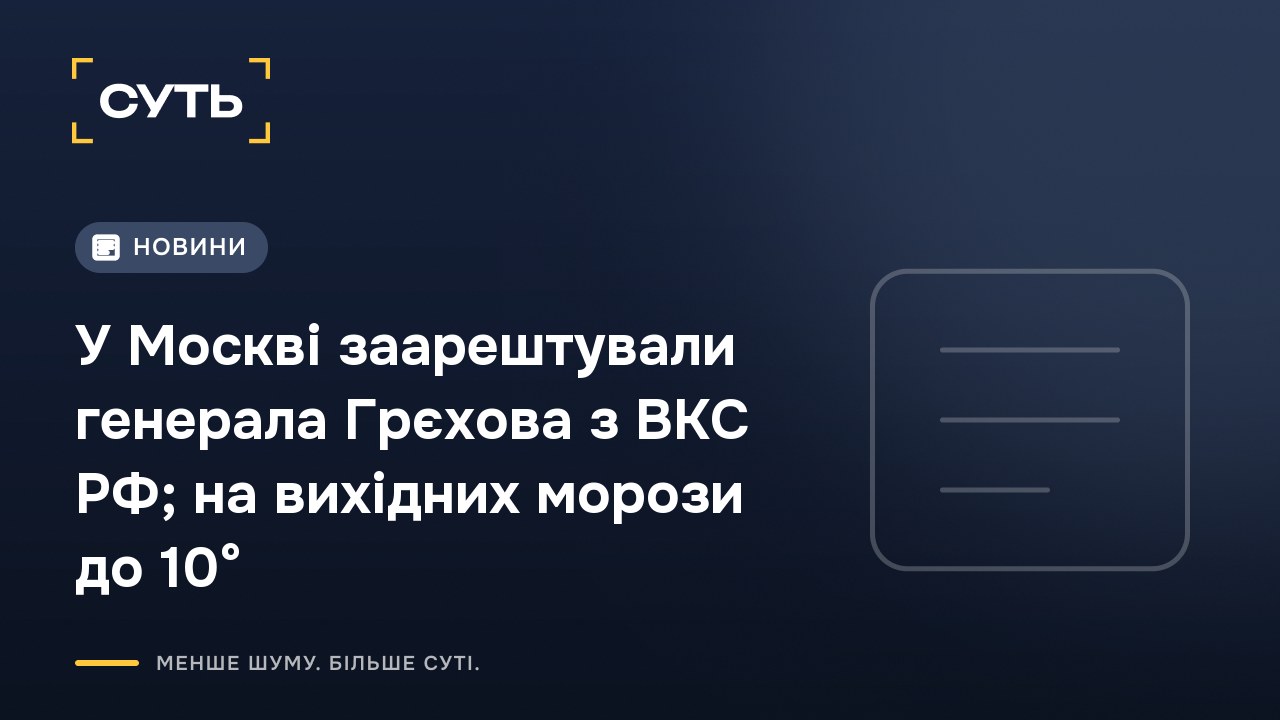 СУТЬ
НОВИНИ
У Москві заарештували
генерала Грєхова з ВКС
РФ; на вихідних морози
до 10°
МЕНШЕ ШУМУ. БІЛЬШЕ СУТІ.